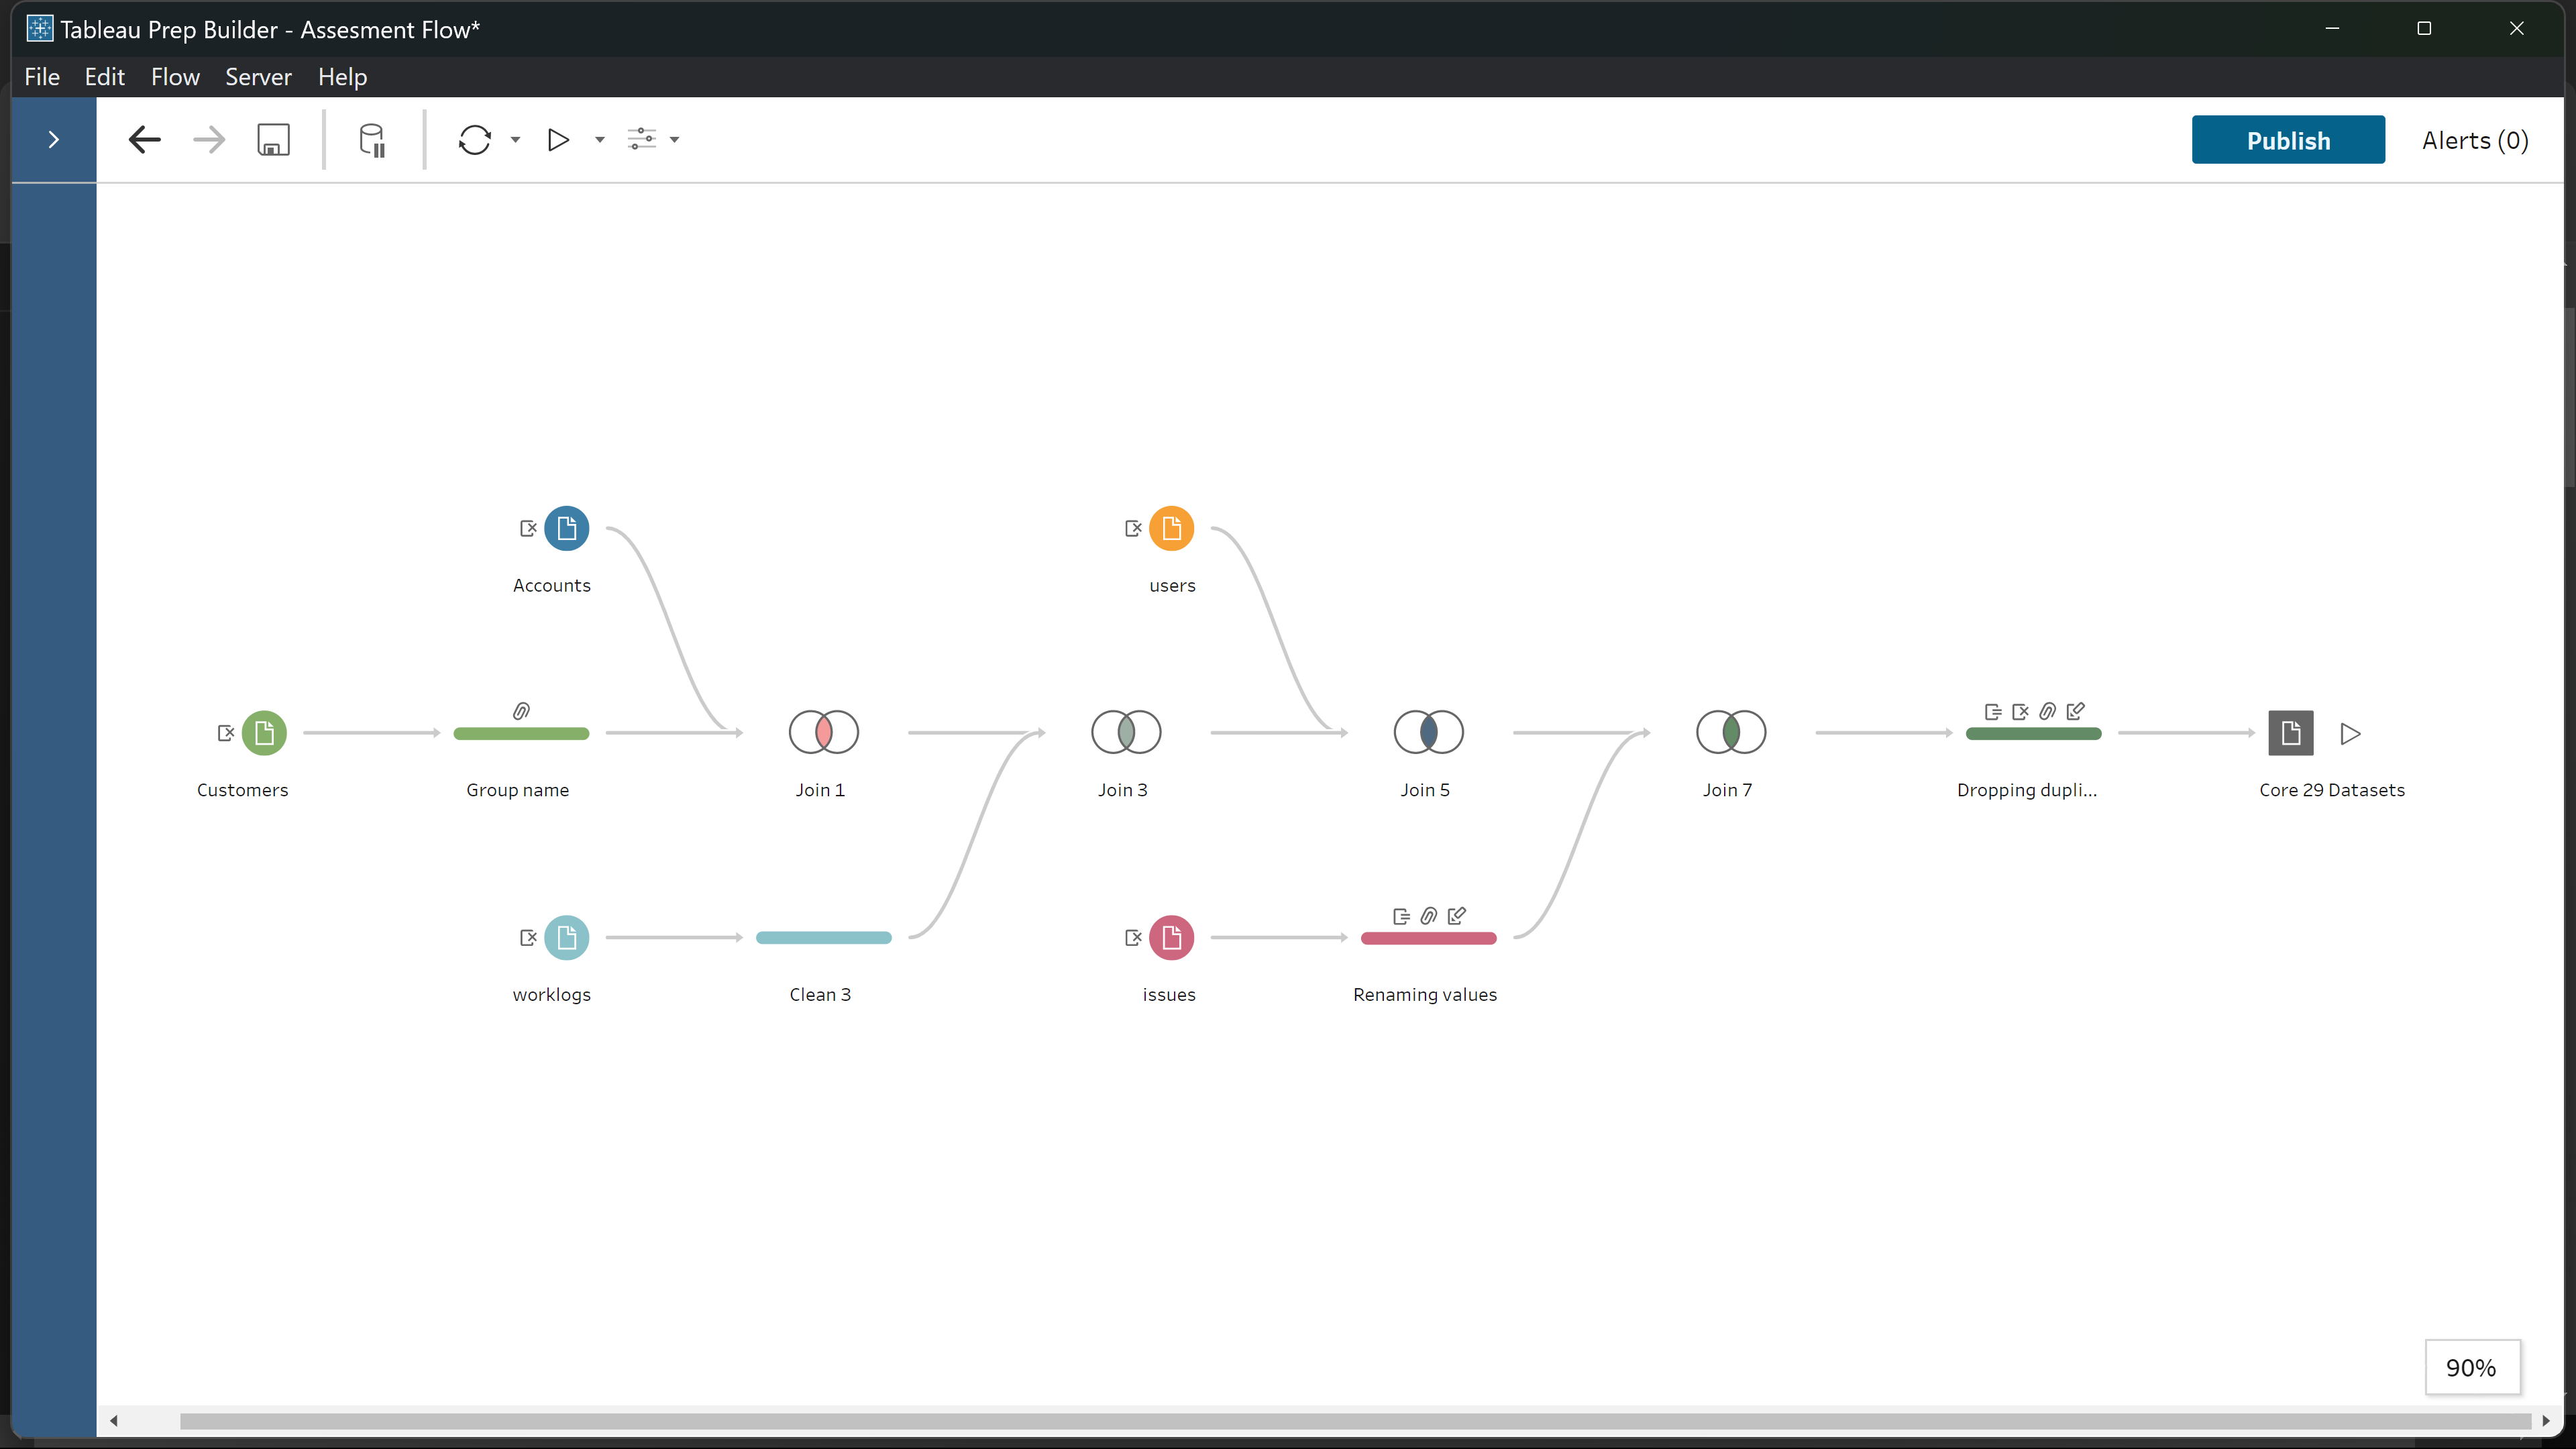 Tableau Prep Builder - Assesment Flow*
File Edit Flow Server Help
Publish
Alerts (0)
Accounts
users
Customers
Group name
Join 1
Join 3
Join 5
Join 7
Dropping dupli...
Core 29 Datasets
worklogs
Clean 3
issues
Renaming values
90%